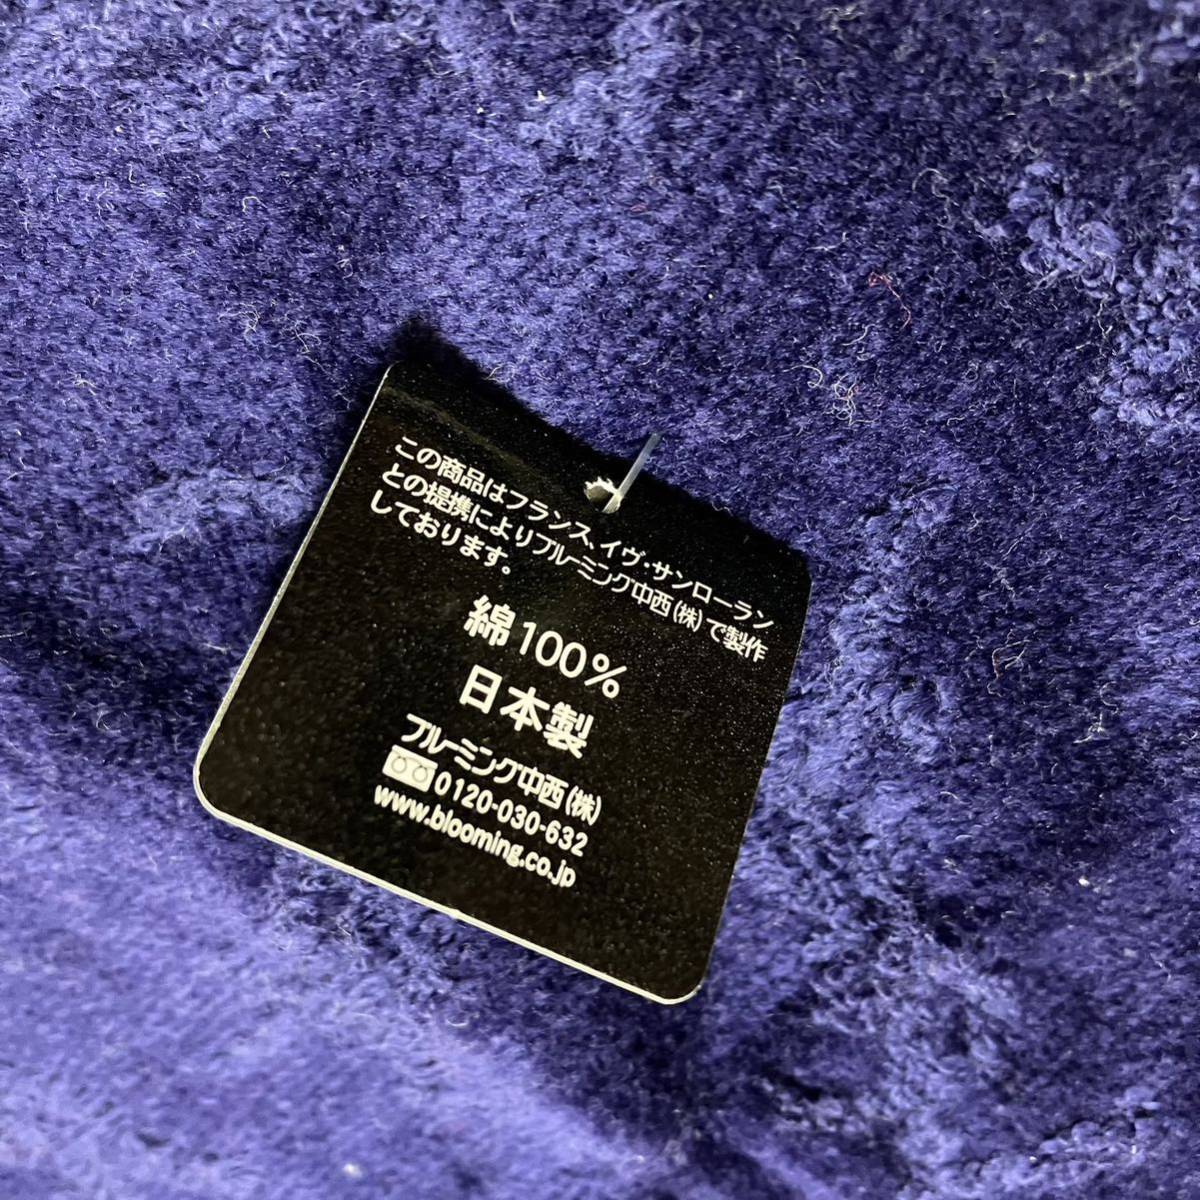 この商品はフランス、イヴ・サンローラン
との提携によりブルーミング中西(株)で製作
しております。
綿100%
日本製
ブルーミング中西(株)
0120-030-632
www.blooming.co.jp